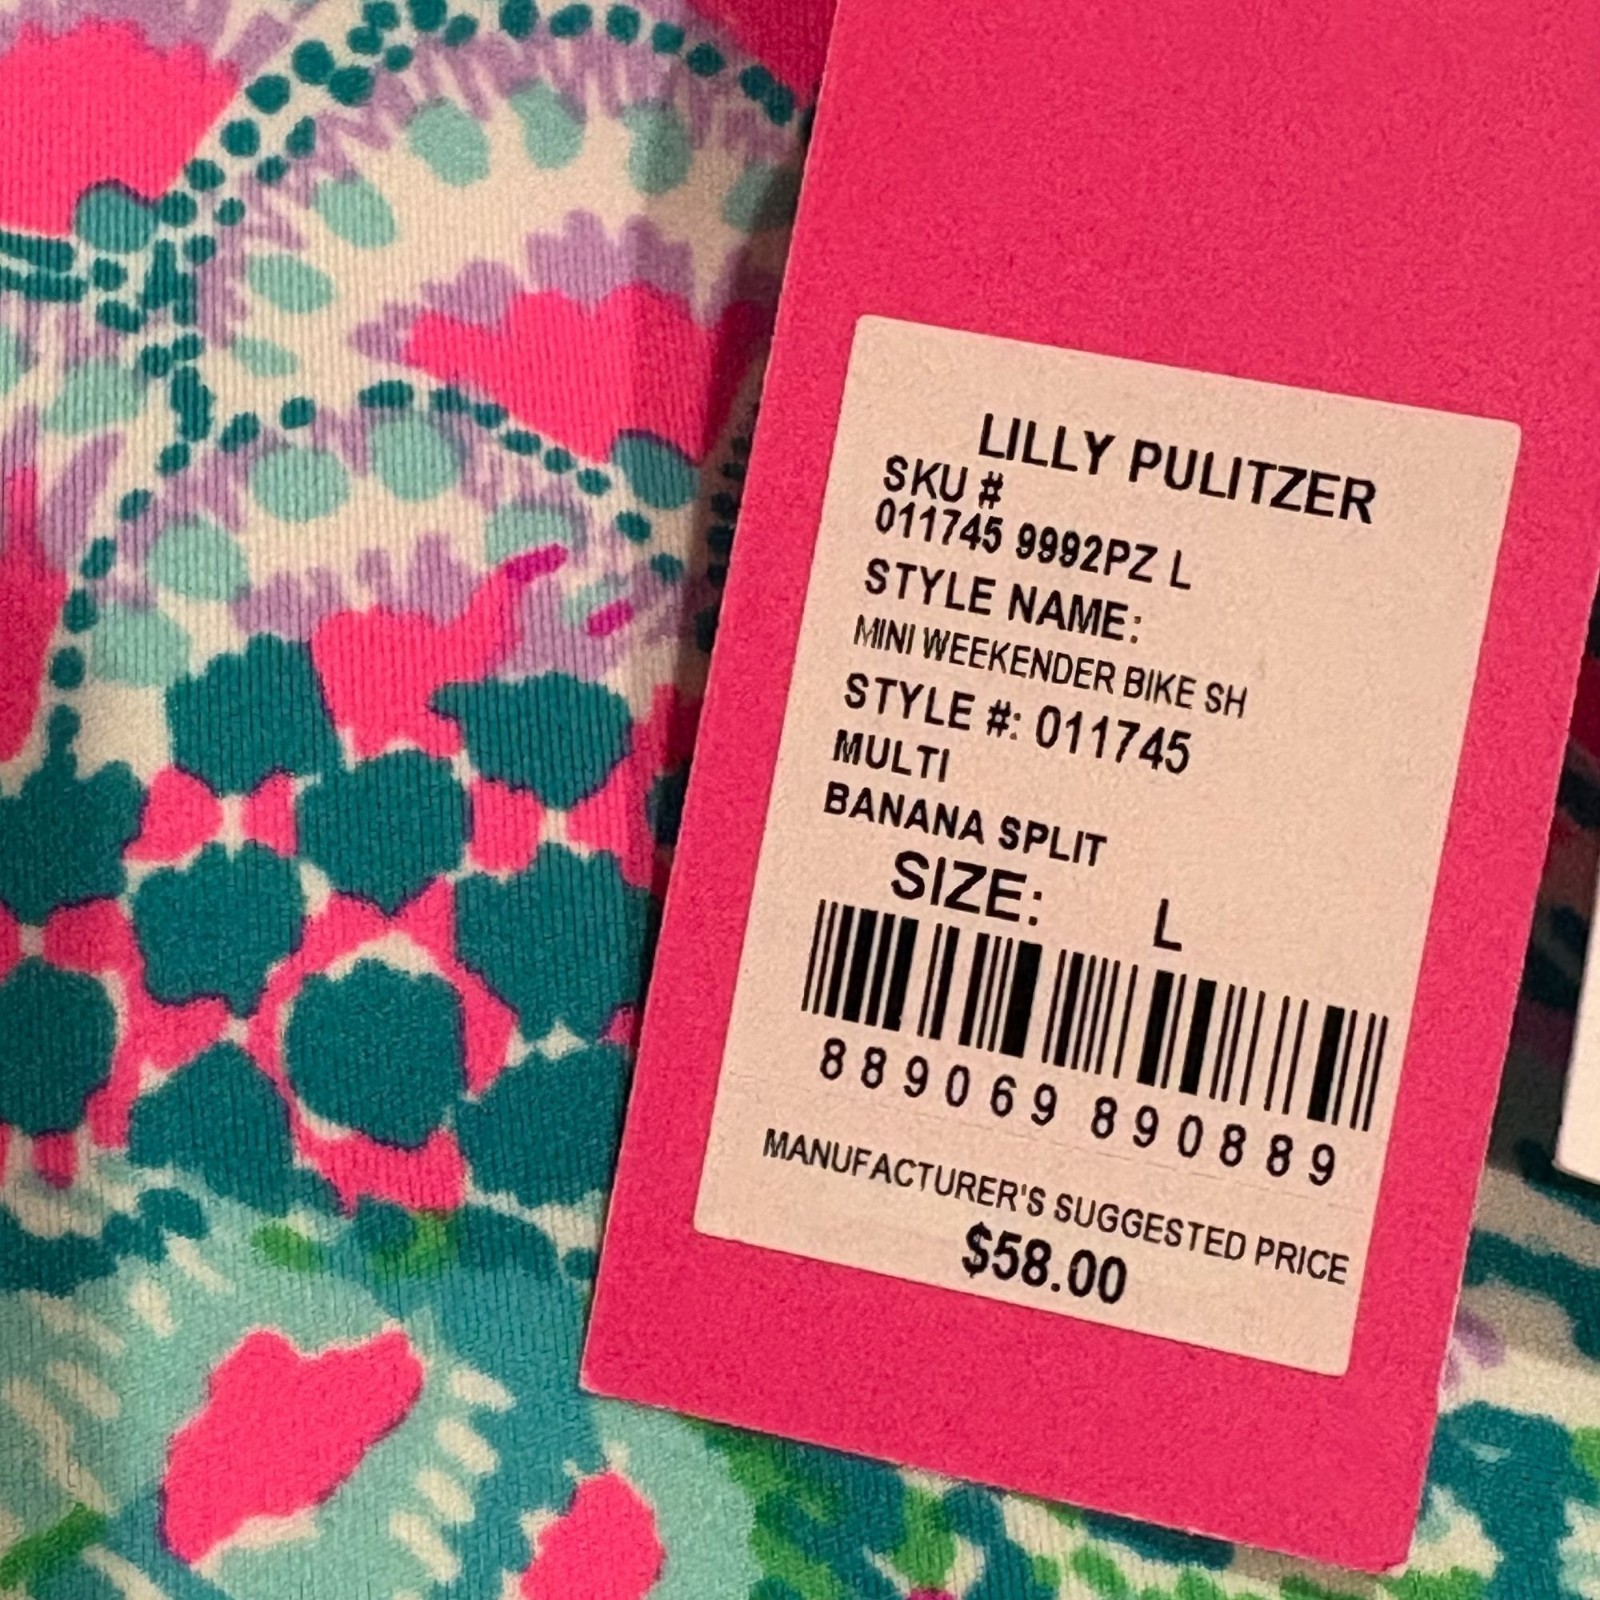 LILLY PULITZER
SKU #
011745 9992PZ L
STYLE NAME:
MINI WEEKENDER BIKE SH
STYLE #: 011745
MULTI
BANANA SPLIT
SIZE: L
889069 890889
MANUFACTURER'S SUGGESTED PRICE
$58.00